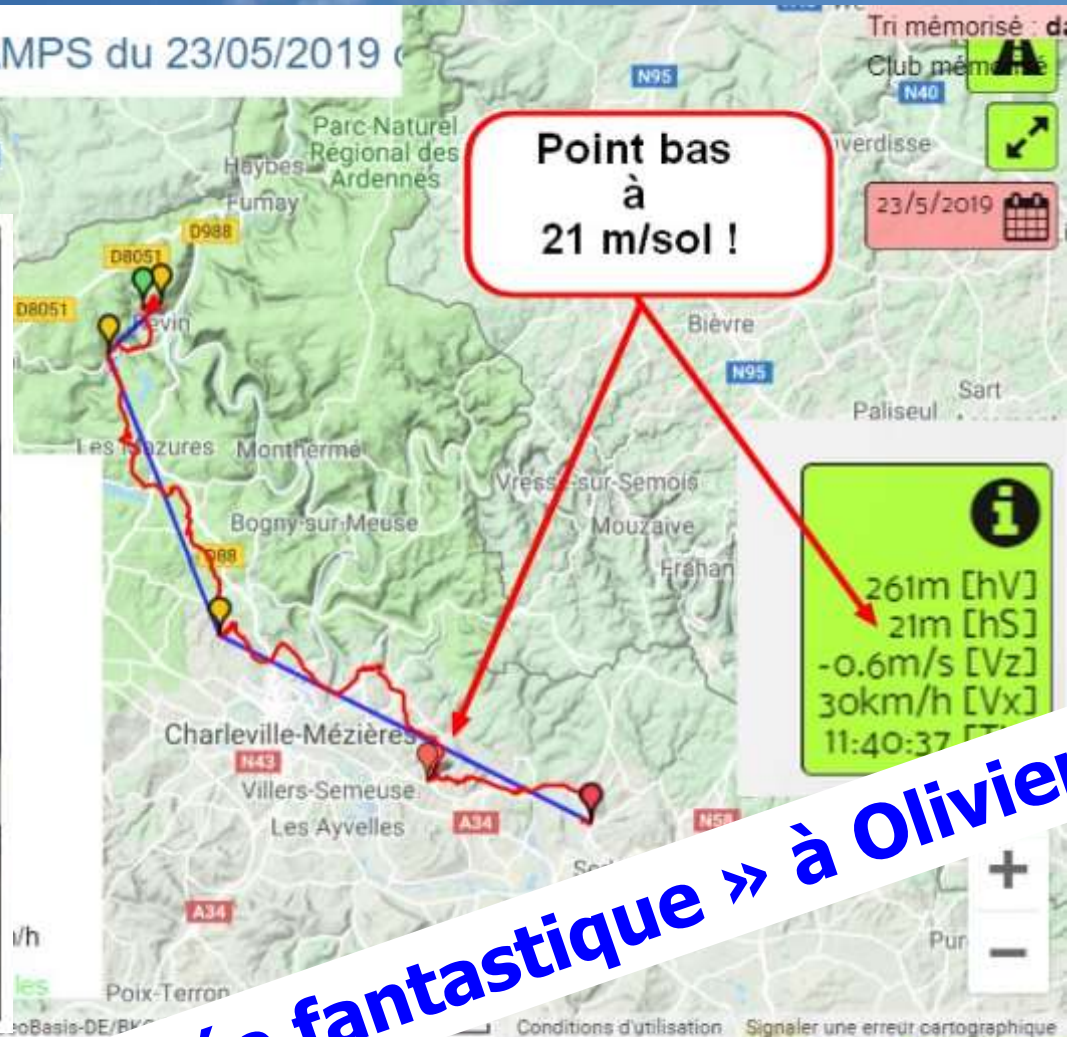 MPS du 23/05/2019
Tri mémorisé :
Club
N95
N40
Parc Naturel
Régional des
Ardennes
Haybes
Fumay
Point bas
à
21 m/sol !
23/5/2019
D988
D8051
D8051
Bièvre
N95
Sart
Paliseul
Les Mazures
Monthermé
Vresse-sur-Semois
Bogny-sur-Meuse
Mouzaive
Frahan
261m [hV]
21m [hS]
-0.6m/s [Vz]
30km/h [Vx]
11:40:37
Charleville-Mézières
N43
Villers-Semeuse
Les Ayvelles
A34
N58
A34
fantastique » à Olivier
+
−
/h
les
Poix-Terron
Conditions d'utilisation
Signaler une erreur cartographique